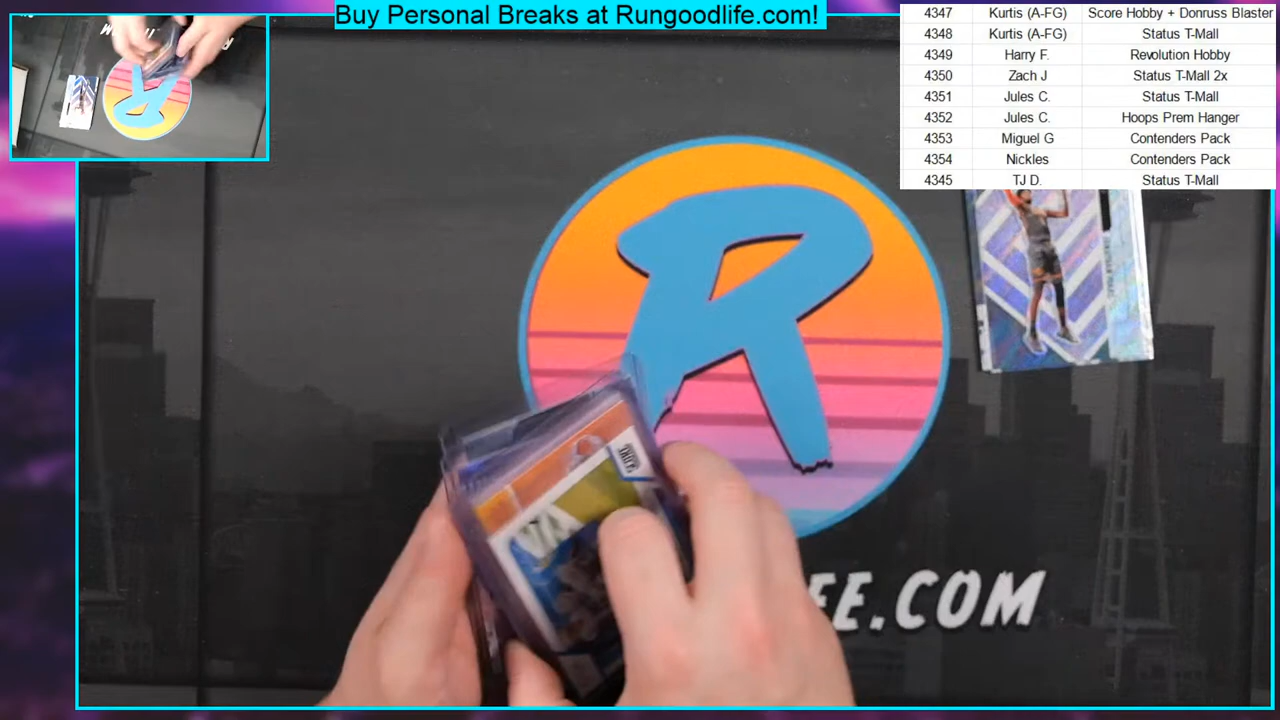 Buy Personal Breaks at Rungoodlife.com!
4347 Kurtis (A-FG) Score Hobby + Donruss Blaster
4348 Kurtis (A-FG) Status T-Mall
4349 Harry F. Revolution Hobby
4350 Zach J Status T-Mall 2x
4351 Jules C. Status T-Mall
4352 Jules C. Hoops Prem Hanger
4353 Miguel G Contenders Pack
4354 Nickles Contenders Pack
4345 TJ D. Status T-Mall
R
FE.COM